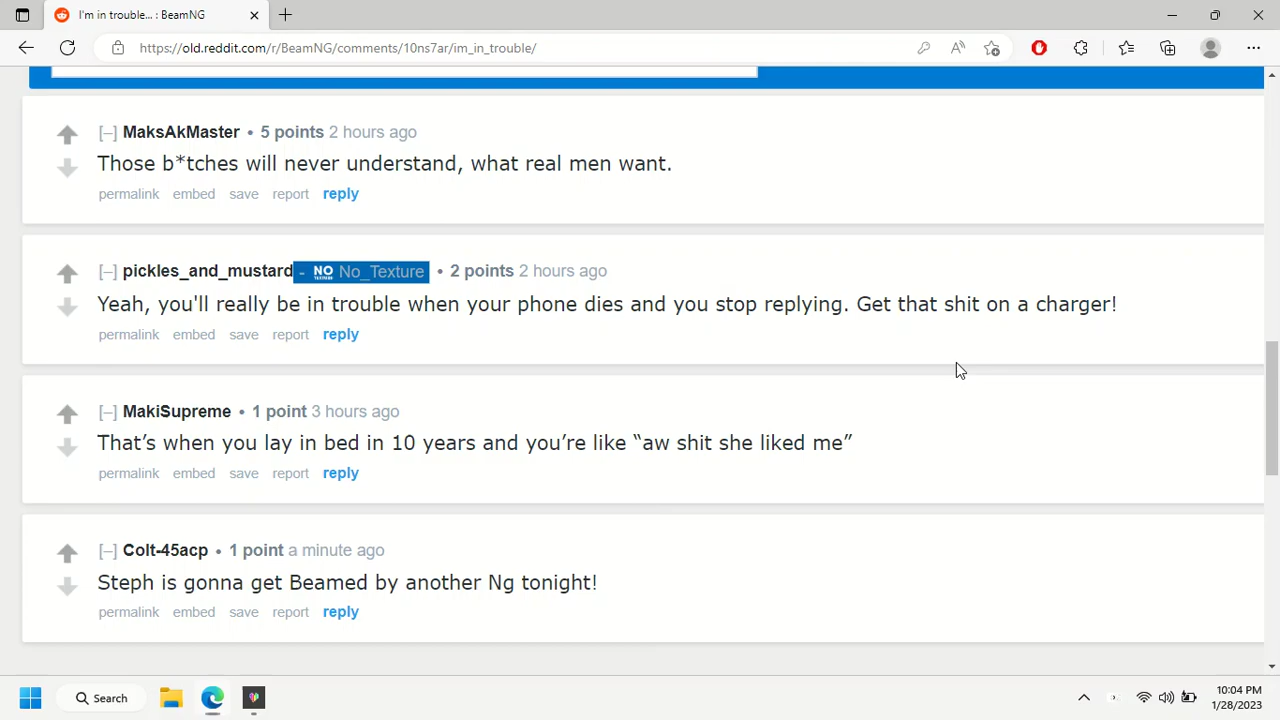 I'm in trouble... : BeamNG
https://old.reddit.com/r/BeamNG/comments/10ns7ar/im_in_trouble/
[–] MaksAkMaster • 5 points 2 hours ago
Those b*tches will never understand, what real men want.
permalink embed save report reply
[–] pickles_and_mustard - NO TEXTURE No_Texture • 2 points 2 hours ago
Yeah, you'll really be in trouble when your phone dies and you stop replying. Get that shit on a charger!
permalink embed save report reply
[–] MakiSupreme • 1 point 3 hours ago
That’s when you lay in bed in 10 years and you’re like “aw shit she liked me”
permalink embed save report reply
[–] Colt-45acp • 1 point a minute ago
Steph is gonna get Beamed by another Ng tonight!
permalink embed save report reply
Search
10:04 PM
1/28/2023